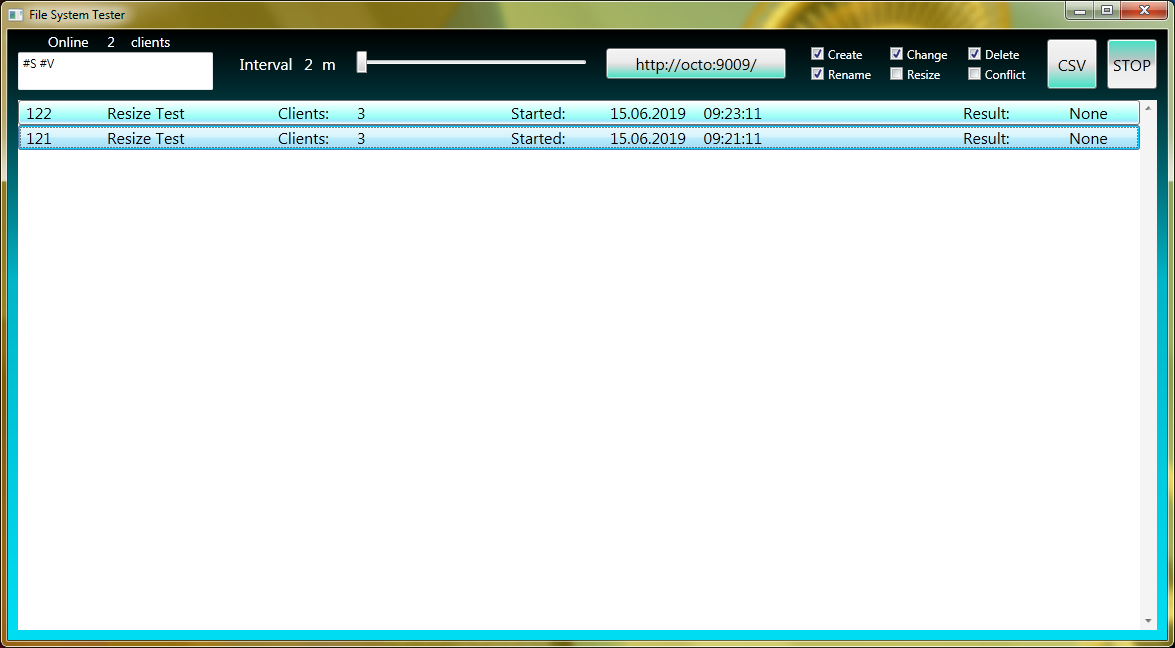 File System Tester
Online 2 clients
#S #V
Interval 2 m
http://octo:9009/
Create Change Delete
Rename Resize Conflict
CSV
STOP
122 Resize Test Clients: 3 Started: 15.06.2019 09:23:11 Result: None
121 Resize Test Clients: 3 Started: 15.06.2019 09:21:11 Result: None